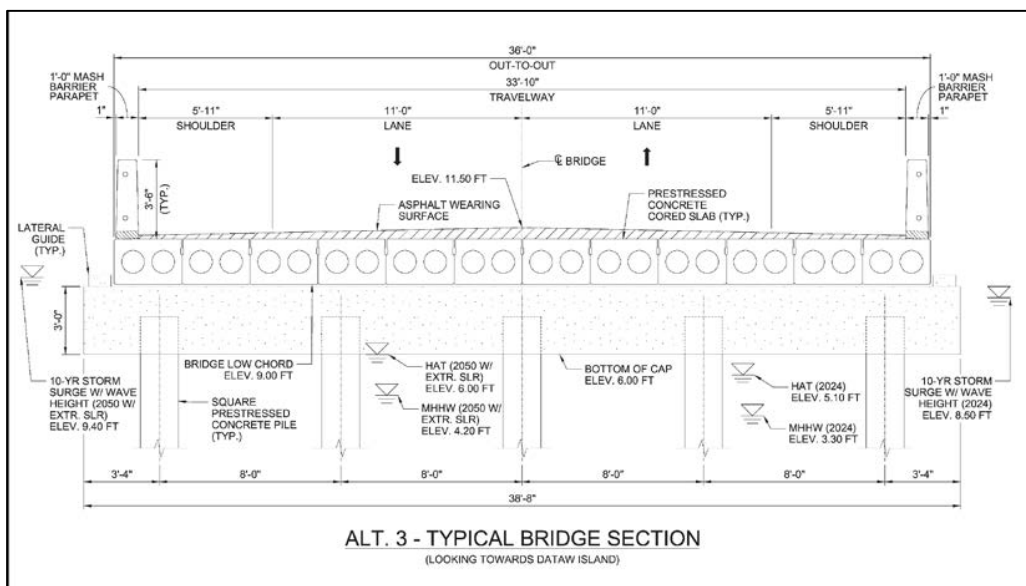 36'-0"
OUT-TO-OUT
33'-10"
TRAVELWAY
1'-0" MASH
BARRIER
PARAPET
1"
5'-11"
SHOULDER
11'-0"
LANE
11'-0"
LANE
5'-11"
SHOULDER
1'-0" MASH
BARRIER
PARAPET
1"
℄ BRIDGE
ELEV. 11.50 FT
3'-6"
(TYP.)
ASPHALT WEARING
SURFACE
PRESTRESSED
CONCRETE
CORED SLAB (TYP.)
LATERAL
GUIDE
(TYP.)
3'-0"
BRIDGE LOW CHORD
ELEV. 9.00 FT
HAT (2050 W/
EXTR. SLR)
ELEV. 6.00 FT
BOTTOM OF CAP
ELEV. 6.00 FT
HAT (2024)
ELEV. 5.10 FT
10-YR STORM
SURGE W/ WAVE
HEIGHT (2050 W/
EXTR. SLR)
ELEV. 9.40 FT
SQUARE
PRESTRESSED
CONCRETE PILE
(TYP.)
MHHW (2050 W/
EXTR. SLR)
ELEV. 4.20 FT
MHHW (2024)
ELEV. 3.30 FT
10-YR STORM
SURGE W/ WAVE
HEIGHT (2024)
ELEV. 8.50 FT
3'-4"
8'-0"
8'-0"
8'-0"
8'-0"
3'-4"
38'-8"
ALT. 3 - TYPICAL BRIDGE SECTION
(LOOKING TOWARDS DATAW ISLAND)